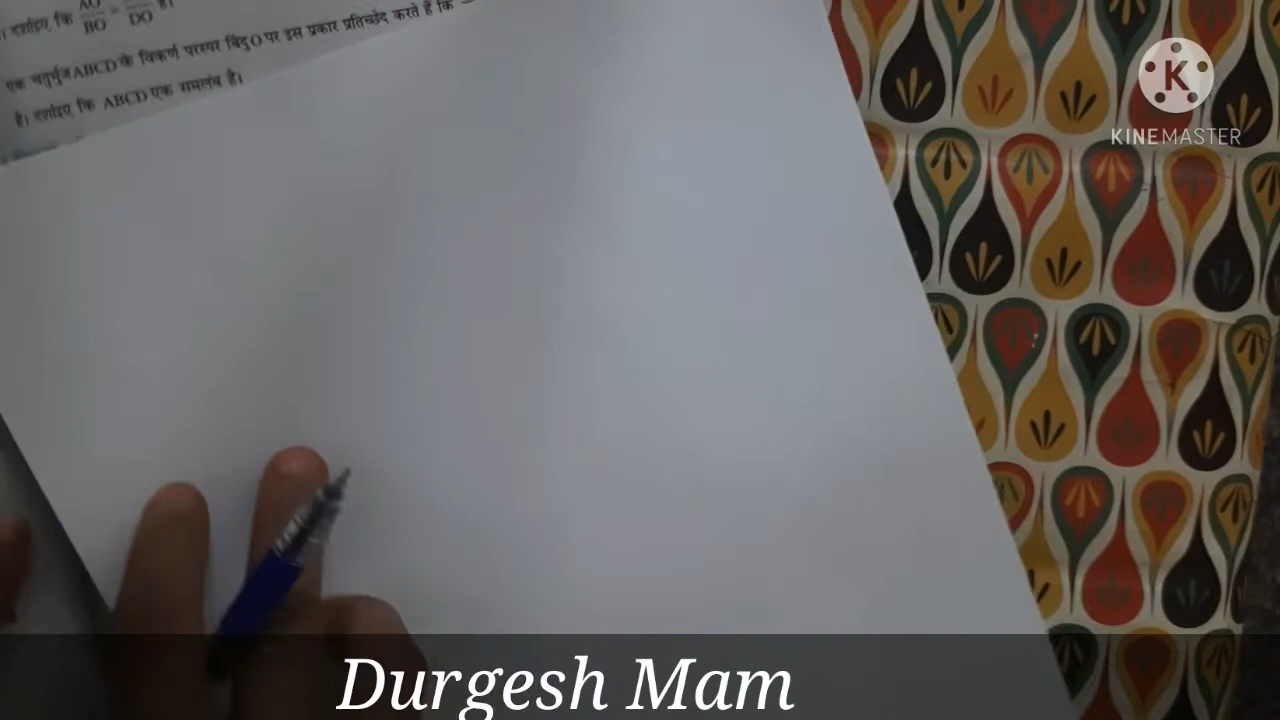 दर्शाइए कि AO/BO = /DO है।
एक चतुर्भुज ABCD के विकर्ण परस्पर बिंदु O पर इस प्रकार प्रतिच्छेद करते हैं कि
है। दर्शाइए कि ABCD एक समलंब है।
K
KINEMASTER
Durgesh Mam